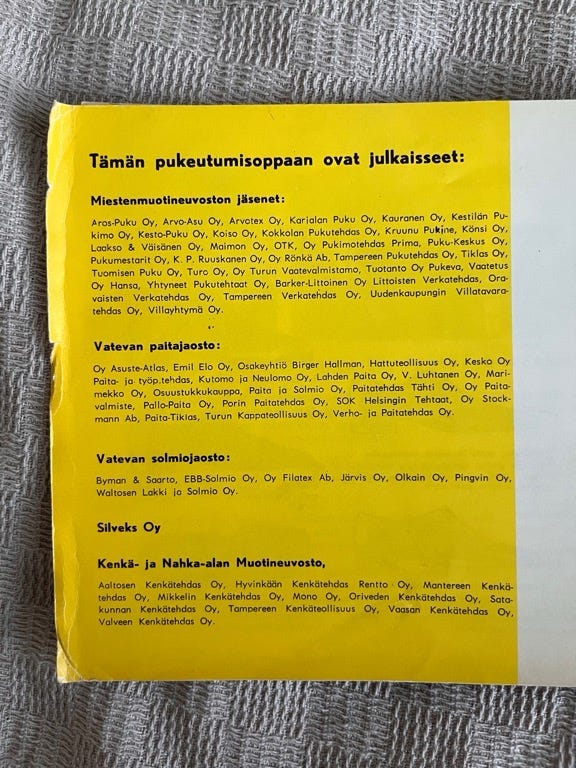 Tämän pukeutumisoppaan ovat julkaisseet:
Miestenmuotineuvoston jäsenet:
Aros-Puku Oy, Arvo-Asu Oy, Arvotex Oy, Karjalan Puku Oy, Kauranen Oy, Kestilän Pu-
kimo Oy, Kesto-Puku Oy, Koiso Oy, Kokkolan Pukutehdas Oy, Kruunu Pukine, Könsi Oy,
Laakso & Väisänen Oy, Maimon Oy, OTK, Oy Pukimotehdas Prima, Puku-Keskus Oy,
Pukumestarit Oy, K. P. Ruuskanen Oy, Oy Rönkä Ab, Tampereen Pukutehdas Oy, Tiklas Oy,
Tuomisen Puku Oy, Turo Oy, Oy Turun Vaatevalmistamo, Tuotanto Oy Pukeva, Vaatetus
Oy Hansa, Yhtyneet Pukutehtaat Oy, Barker-Littoinen Oy Littoisten Verkatehdas, Ora-
vaisten Verkatehdas Oy, Tampereen Verkatehdas Oy, Uudenkaupungin Villatavara-
tehdas Oy, Villayhtymä Oy.
Vatevan paitajaosto:
Oy Asuste-Atlas, Emil Elo Oy, Osakeyhtiö Birger Hallman, Hattuteollisuus Oy, Kesko Oy
Paita- ja työp.tehdas, Kutomo ja Neulomo Oy, Lahden Paita Oy, V. Luhtanen Oy, Mari-
mekko Oy, Osuustukkukauppa, Paita ja Solmio Oy, Paitatehdas Tähti Oy, Oy Paita-
valmiste, Pallo-Paita Oy, Porin Paitatehdas Oy, SOK Helsingin Tehtaat, Oy Stock-
mann Ab, Paita-Tiklas, Turun Kappateollisuus Oy, Verho- ja Paitatehdas Oy.
Vatevan solmiojaosto:
Byman & Saarto, EBB-Solmio Oy, Oy Filatex Ab, Järvis Oy, Olkain Oy, Pingvin Oy,
Waltosen Lakki ja Solmio Oy.
Silveks Oy
Kenkä- ja Nahka-alan Muotineuvosto,
Aaltosen Kenkätehdas Oy, Hyvinkään Kenkätehdas Rentto Oy, Mantereen Kenkä-
tehdas Oy, Mikkelin Kenkätehdas Oy, Mono Oy, Oriveden Kenkätehdas Oy, Sata-
kunnan Kenkätehdas Oy, Tampereen Kenkäteollisuus Oy, Vaasan Kenkätehdas Oy,
Valveen Kenkätehdas Oy.